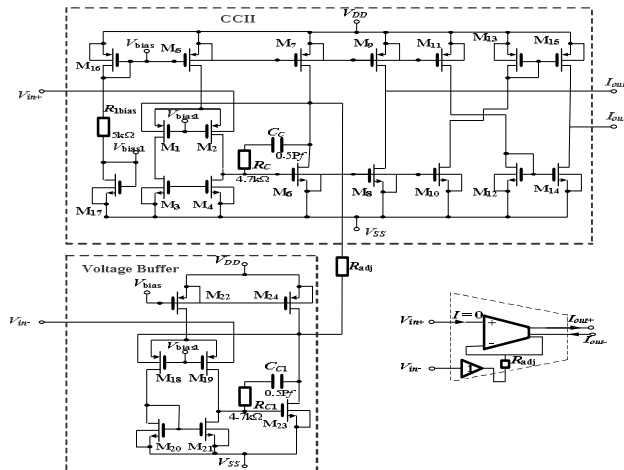 CCII
VDD
Vbias
M16
M5
M7
M9
M11
M13
M15
Vin+
Iout
R1bias
5kΩ
Vbias1
M1
M2
CC
0.5Pf
Iout
Vbias1
RC
4.7kΩ
M6
M8
M10
M12
M14
M17
M3
M4
VSS
Voltage Buffer
VDD
Vbias
M22
M24
Radj
Vin-
Vbias1
M18
M19
CC1
0.5Pf
RC1
4.7kΩ
M23
M20
M21
VSS
Vin+
I=0
+
-
Iout+
Iout-
Radj
Vin-
1